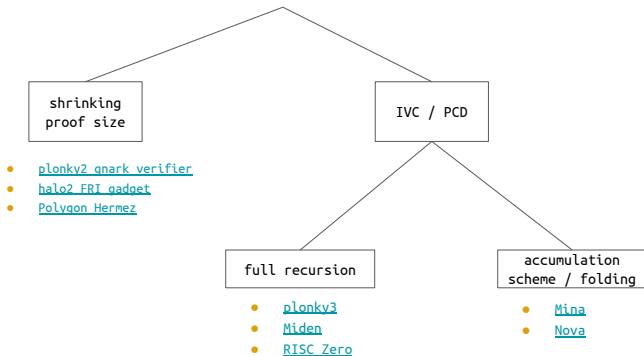 shrinking
proof size
IVC / PCD
plonky2 gnark verifier
halo2 FRI gadget
Polygon Hermez
full recursion
accumulation
scheme / folding
plonky3
Miden
RISC Zero
Mina
Nova